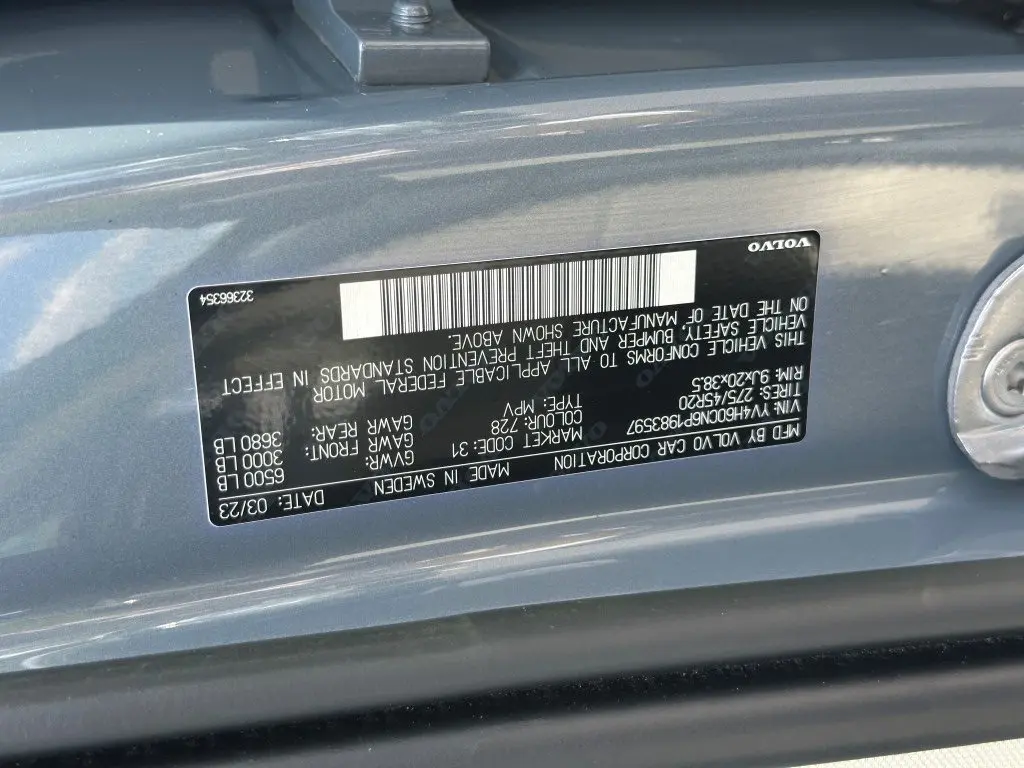 MFD BY VOLVO CAR CORPORATION MADE IN SWEDEN DATE: 03/23
VIN: YV4H600CN6P1983597 MARKET CODE: 31 GVWR: 6500 LB
TIRES: 275/45R20 COLOUR: 728 GAWR FRONT: 3000 LB
RIM: 9Jx20x38.5 TYPE: MPV GAWR REAR: 3680 LB
THIS VEHICLE CONFORMS TO ALL APPLICABLE FEDERAL MOTOR
VEHICLE SAFETY, BUMPER AND THEFT PREVENTION STANDARDS IN EFFECT
ON THE DATE OF MANUFACTURE SHOWN ABOVE.
VOLVO 32366354